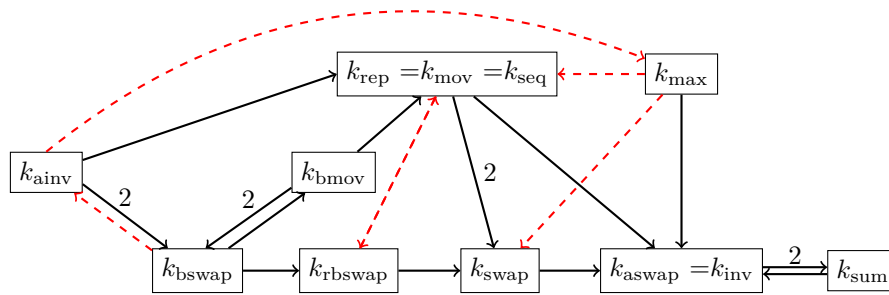 k_rep =k_mov =k_seq
k_max
k_ainv
2
2
k_bmov
2
k_bswap
k_rbswap
k_swap
k_aswap =k_inv
2
k_sum